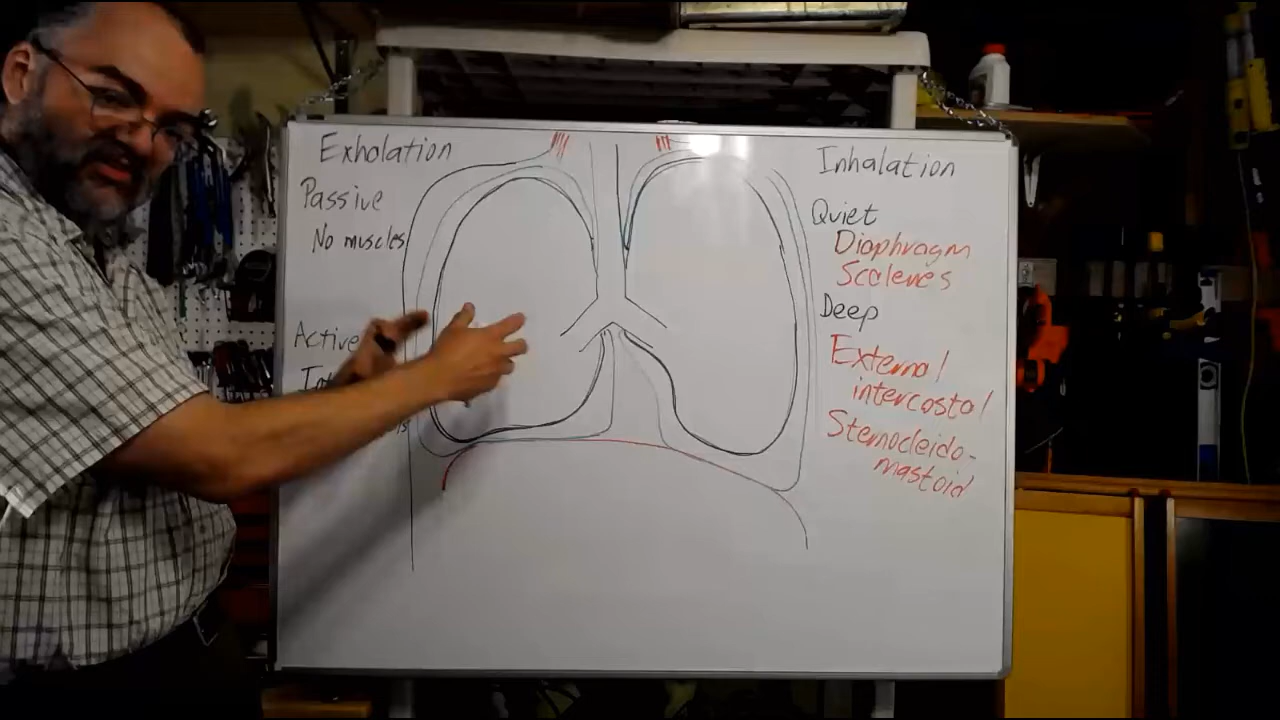 Exholation
Passive
No muscles
Active
Inhalation
Quiet
Diaphragm
Scalenes
Deep
External
intercostal
Sternocleido-
mastoid